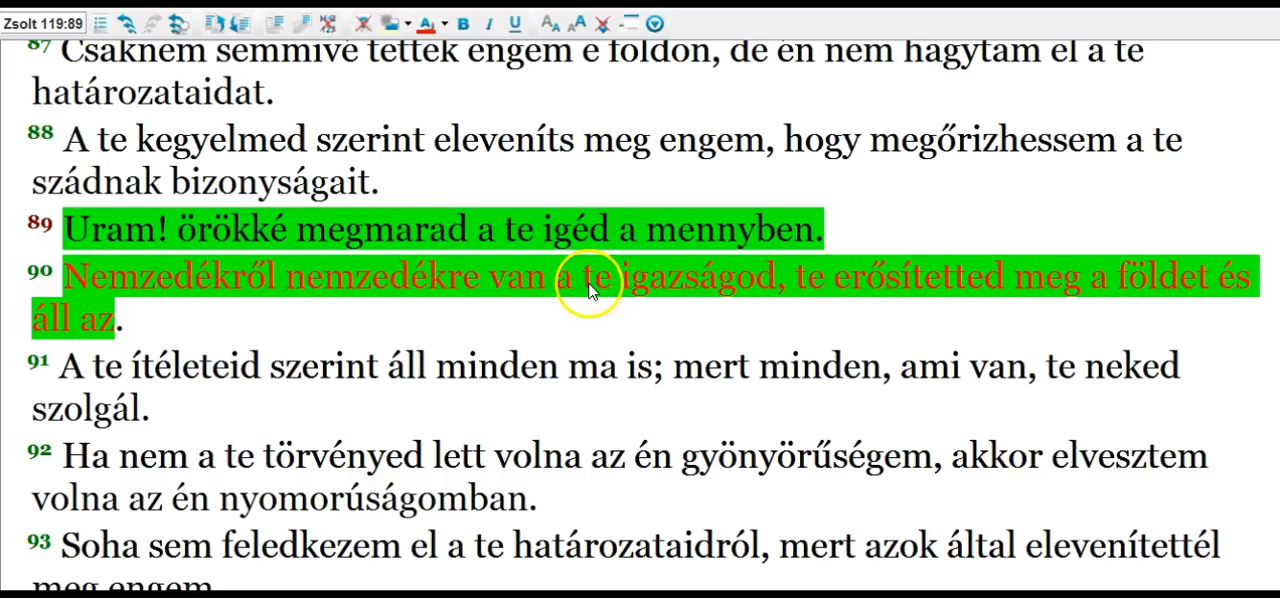 Zsolt 119:89
87 Csaknem semmivé tettek engem e földön, de én nem hagytam el a te
határozataidat.
88 A te kegyelmed szerint eleveníts meg engem, hogy megőrizhessem a te
szádnak bizonyságait.
89 Uram! örökké megmarad a te igéd a mennyben.
90 Nemzedékről nemzedékre van a te igazságod, te erősítetted meg a földet és
áll az.
91 A te ítéleteid szerint áll minden ma is; mert minden, ami van, te neked
szolgál.
92 Ha nem a te törvényed lett volna az én gyönyörűségem, akkor elvesztem
volna az én nyomorúságomban.
93 Soha sem feledkezem el a te határozataidról, mert azok által elevenítettél
meg engem